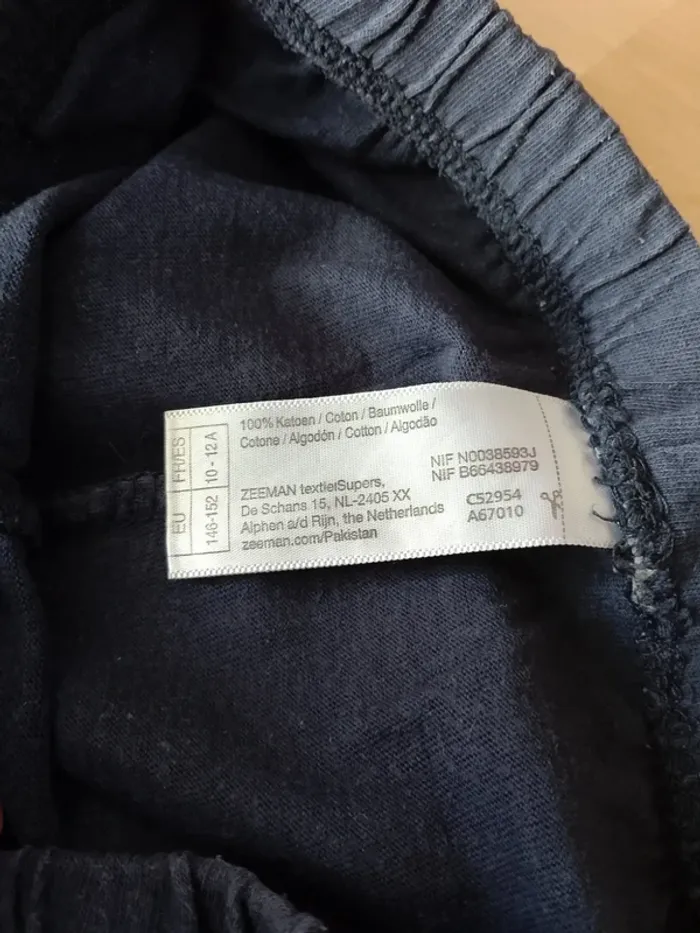 100% Katoen / Coton / Baumwolle /
Cotone / Algodón / Cotton / Algodão
NIF N0038593J
NIF B66438979
ZEEMAN textielSupers,
De Schans 15, NL-2405 XX
Alphen a/d Rijn, the Netherlands
zeeman.com/Pakistan
C52954
A67010
EU
146-152
FR/ES
10 - 12A